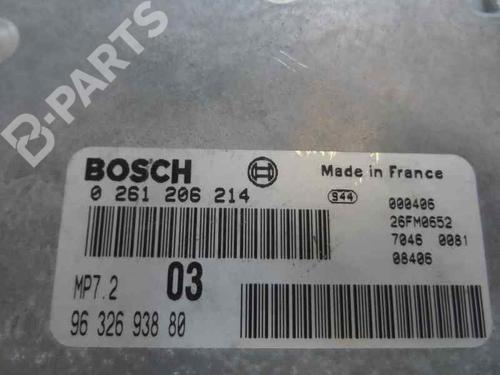 B-PARTS
BOSCH
Made in France
0 261 206 214
944
000406
26FM0652
7046 0081
08406
MP7.2
03
96 326 938 80